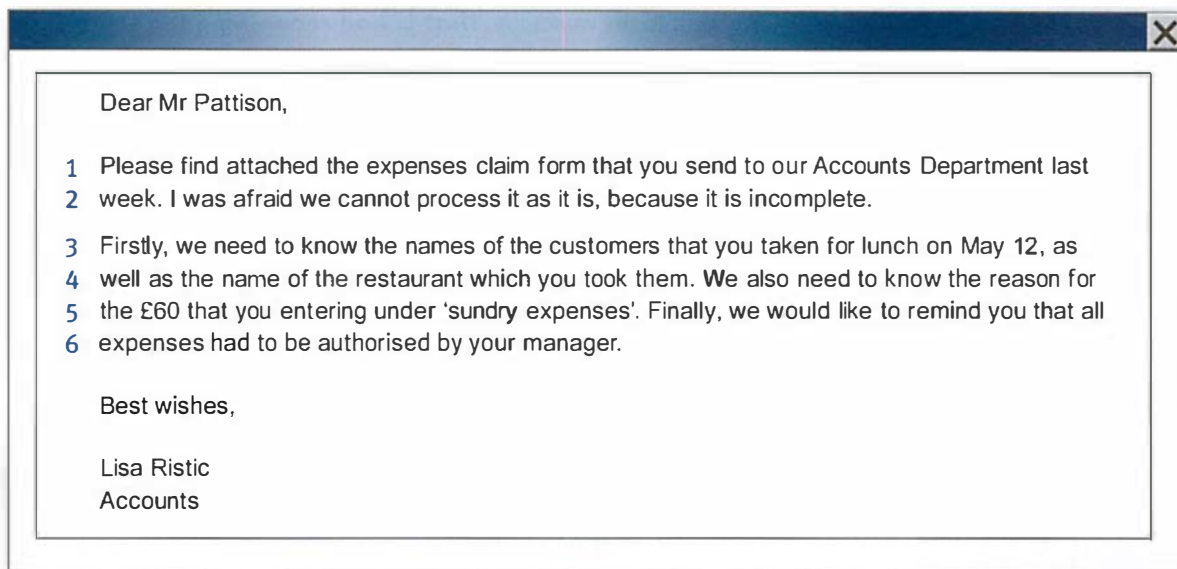 Dear Mr Pattison,
1 Please find attached the expenses claim form that you send to our Accounts Department last
2 week. I was afraid we cannot process it as it is, because it is incomplete.
3 Firstly, we need to know the names of the customers that you taken for lunch on May 12, as
4 well as the name of the restaurant which you took them. We also need to know the reason for
5 the £60 that you entering under ‘sundry expenses’. Finally, we would like to remind you that all
6 expenses had to be authorised by your manager.
Best wishes,
Lisa Ristic
Accounts